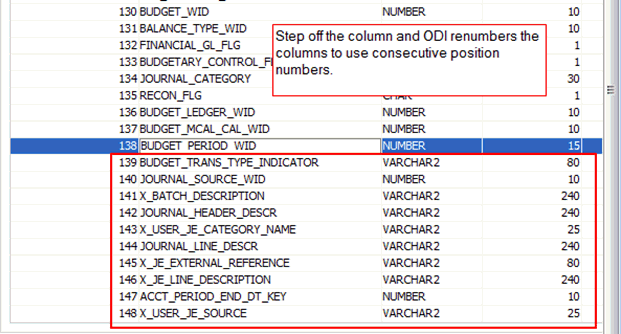 130 BUDGET_WID NUMBER 10
131 BALANCE_TYPE_WID NUMBER 10
132 FINANCIAL_GL_FLG 1
133 BUDGETARY_CONTROL_F 1
134 JOURNAL_CATEGORY 30
135 RECON_FLG CHAR 1
Step off the column and ODI renumbers the
columns to use consecutive position
numbers.
136 BUDGET_LEDGER_WID NUMBER 10
137 BUDGET_MCAL_CAL_WID NUMBER 10
138 BUDGET_PERIOD_WID NUMBER 15
139 BUDGET_TRANS_TYPE_INDICATOR VARCHAR2 80
140 JOURNAL_SOURCE_WID NUMBER 10
141 X_BATCH_DESCRIPTION VARCHAR2 240
142 JOURNAL_HEADER_DESCR VARCHAR2 240
143 X_USER_JE_CATEGORY_NAME VARCHAR2 25
144 JOURNAL_LINE_DESCR VARCHAR2 240
145 X_JE_EXTERNAL_REFERENCE VARCHAR2 80
146 X_JE_LINE_DESCRIPTION VARCHAR2 240
147 ACCT_PERIOD_END_DT_KEY NUMBER 10
148 X_USER_JE_SOURCE VARCHAR2 25